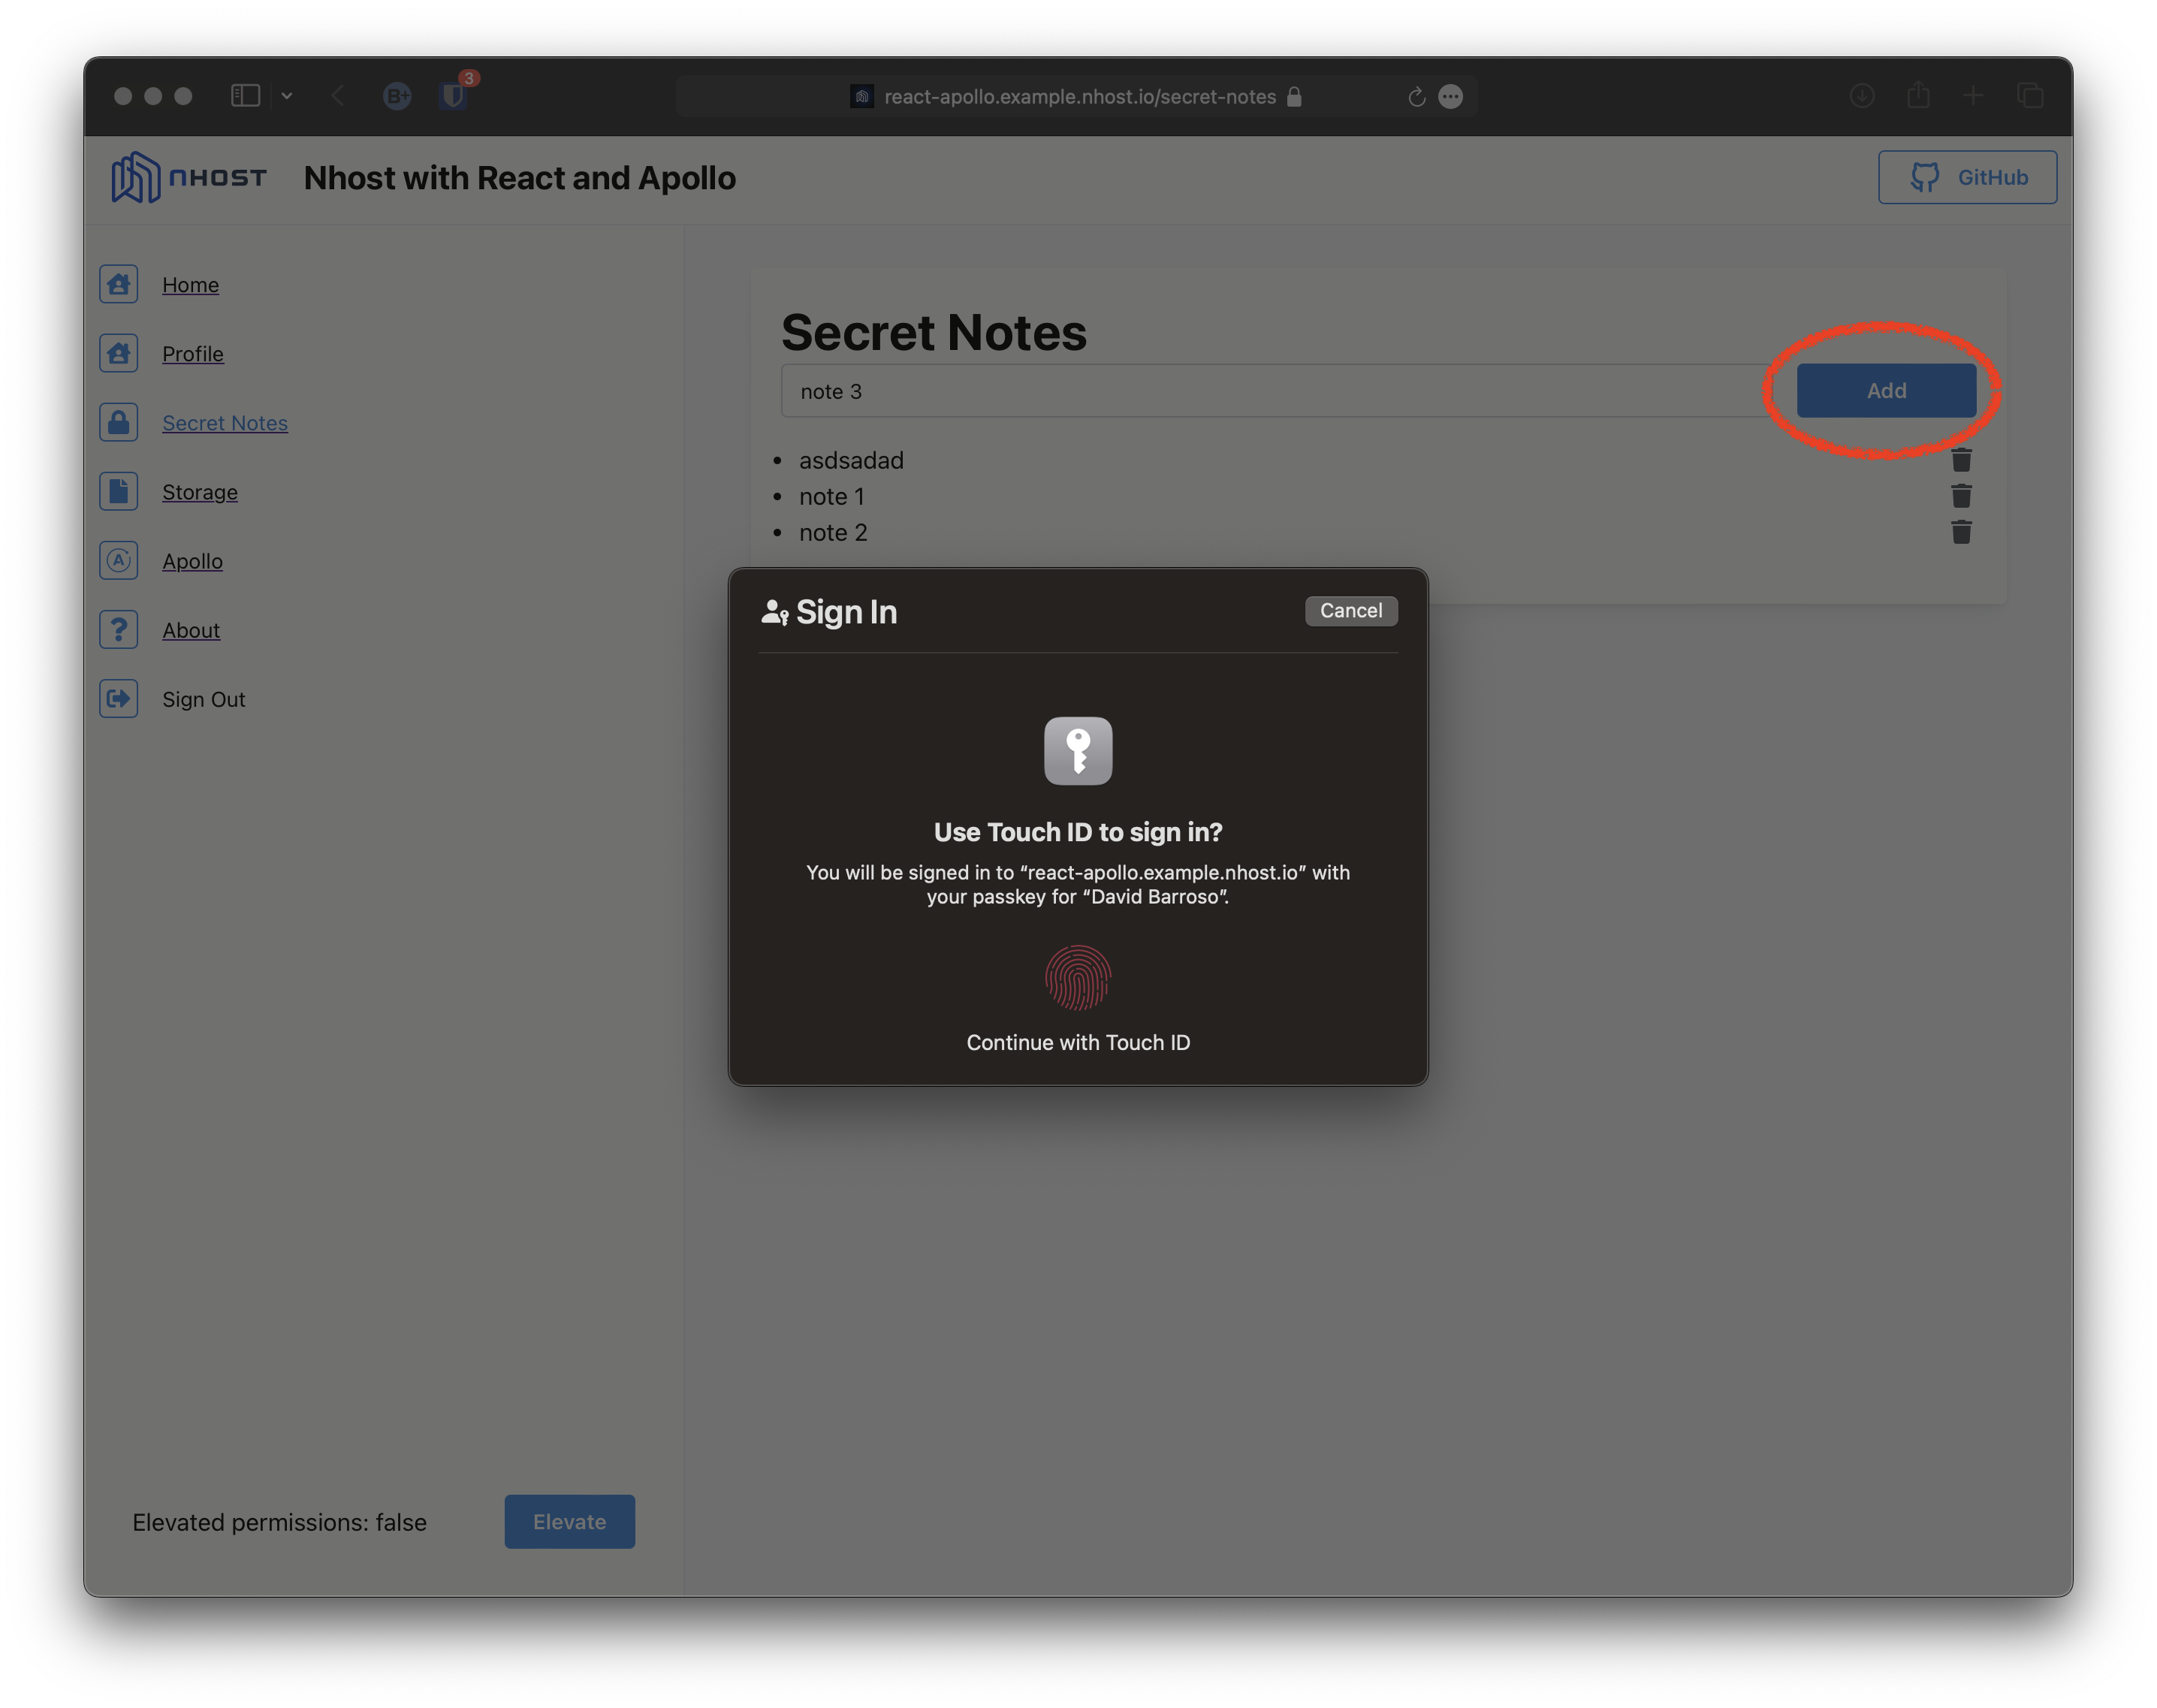 B+
3
react-apollo.example.nhost.io/secret-notes
nHOST
Nhost with React and Apollo
GitHub
Home
Profile
Secret Notes
Storage
A
Apollo
?
About
Sign Out
Secret Notes
note 3
Add
asdsadad
note 1
note 2
Sign In
Cancel
Use Touch ID to sign in?
You will be signed in to “react-apollo.example.nhost.io” with
your passkey for “David Barroso”.
Continue with Touch ID
Elevated permissions: false
Elevate